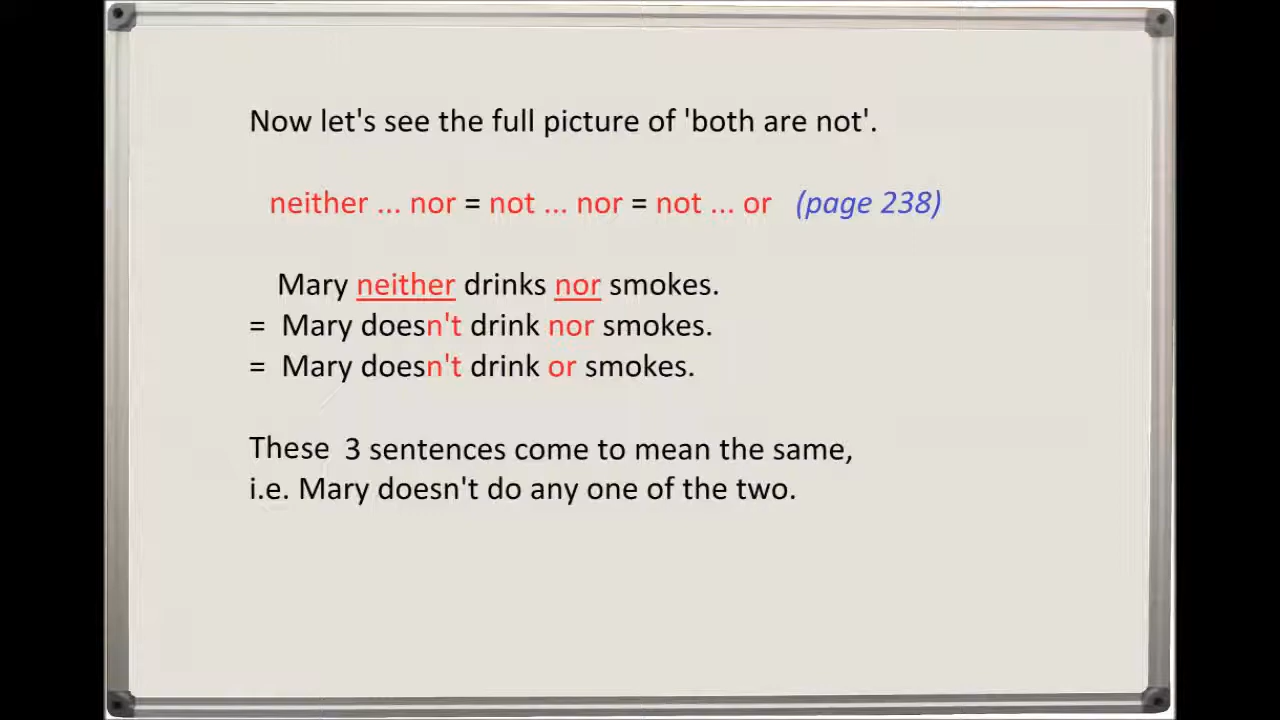 Now let's see the full picture of 'both are not'.
neither ... nor = not ... nor = not ... or (page 238)
Mary neither drinks nor smokes.
= Mary doesn't drink nor smokes.
= Mary doesn't drink or smokes.
These 3 sentences come to mean the same,
i.e. Mary doesn't do any one of the two.